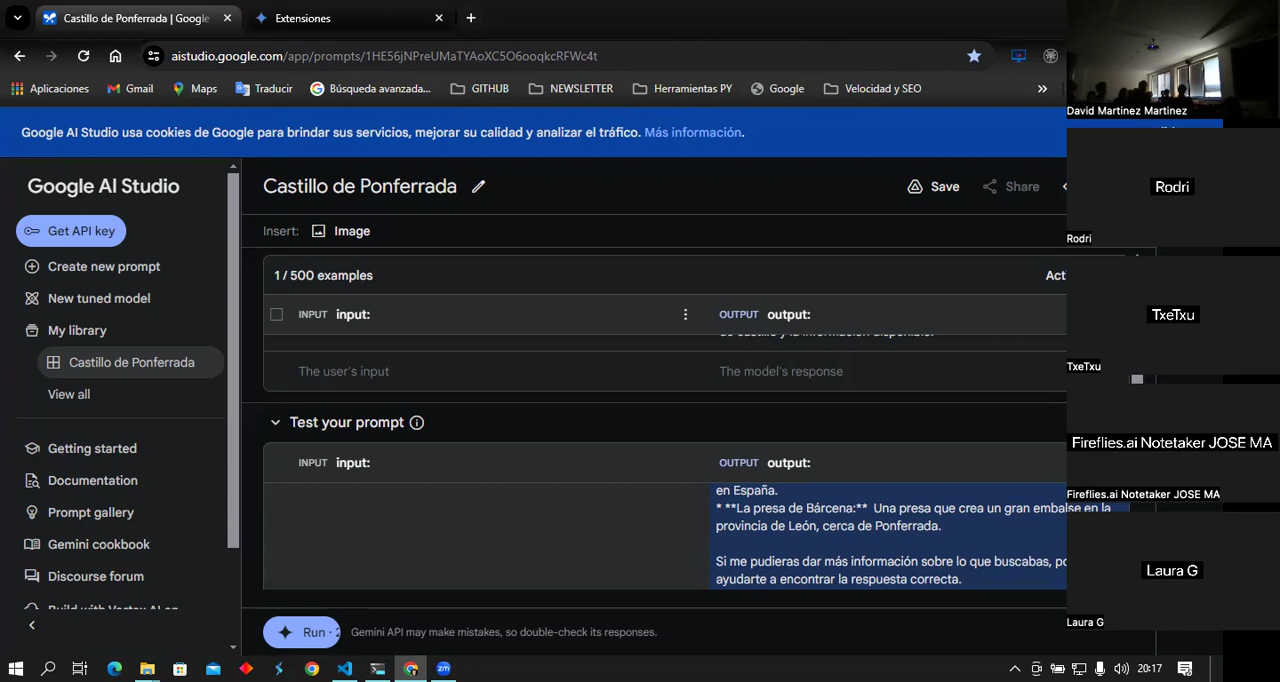 Castillo de Ponferrada | Google
Extensiones
aistudio.google.com/app/prompts/1HE56jNPreUMaTYAoXC5O6ooqkcRFWc4t
Aplicaciones
Gmail
Maps
Traducir
Búsqueda avanzada...
GITHUB
NEWSLETTER
Herramientas PY
Google
Velocidad y SEO
Google AI Studio usa cookies de Google para brindar sus servicios, mejorar su calidad y analizar el tráfico. Más información.
Google AI Studio
Get API key
Create new prompt
New tuned model
My library
Castillo de Ponferrada
View all
Getting started
Documentation
Prompt gallery
Gemini cookbook
Discourse forum
Build with Vertex AI on
Castillo de Ponferrada
Save
Share
Insert: Image
1 / 500 examples
INPUT input:
OUTPUT output:
The user's input
The model's response
Test your prompt
INPUT input:
OUTPUT output:
en España.
* **La presa de Bárcena:** Una presa que crea un gran embalse en la
provincia de León, cerca de Ponferrada.
Si me pudieras dar más información sobre lo que buscabas,
ayudarte a encontrar la respuesta correcta.
Run
Gemini API may make mistakes, so double-check its responses.
David Martinez Martinez
Rodri
Rodri
TxeTxu
TxeTxu
Fireflies.ai Notetaker JOSE MA
Fireflies.ai Notetaker JOSE MA
Laura G
Laura G
zm
20:17